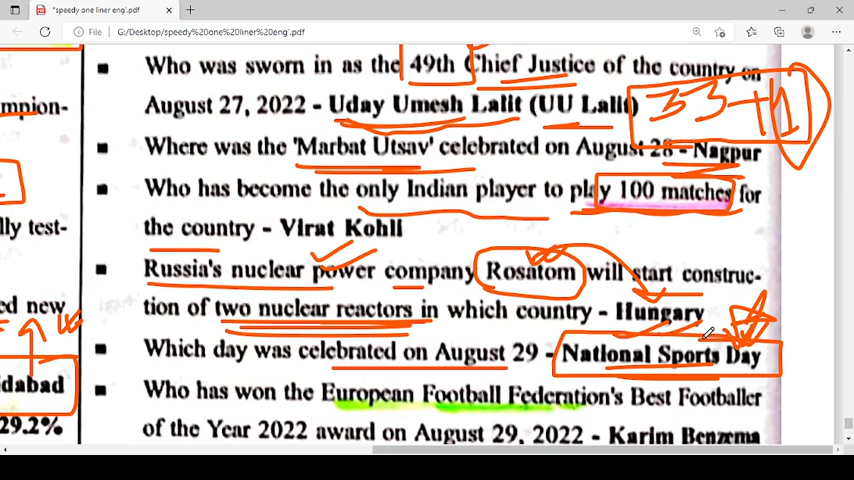 "speedy one liner eng'.pdf
File | G:/Desktop/speedy%20one%20liner%20eng'.pdf
Who was sworn in as the 49th Chief Justice of the country on
August 27, 2022 - Uday Umesh Lalit (UU Lalit)
33+1
Where was the 'Marbat Utsav' celebrated on August 28 - Nagpur
Who has become the only Indian player to play 100 matches for
the country - Virat Kohli
Russia's nuclear power company Rosatom will start construc-
tion of two nuclear reactors in which country - Hungary
Which day was celebrated on August 29 - National Sports Day
Who has won the European Football Federation's Best Footballer
of the Year 2022 award on August 29, 2022 - Karim Benzema
mpion-
lly test-
ed new
idabad
29.2%